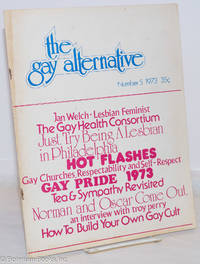 the
gay alternative
Number 5 1973 35¢
Jan Welch - Lesbian Feminist
The Gay Health Consortium
Just Try Being A Lesbian
in Philadelphia
HOT FLASHES
Gay Churches, Respectability and Self-Respect
GAY PRIDE 1973
Tea & Sympathy Revisited
Norman and Oscar Come Out
an interview with troy perry
How To Build Your Own Gay Cult